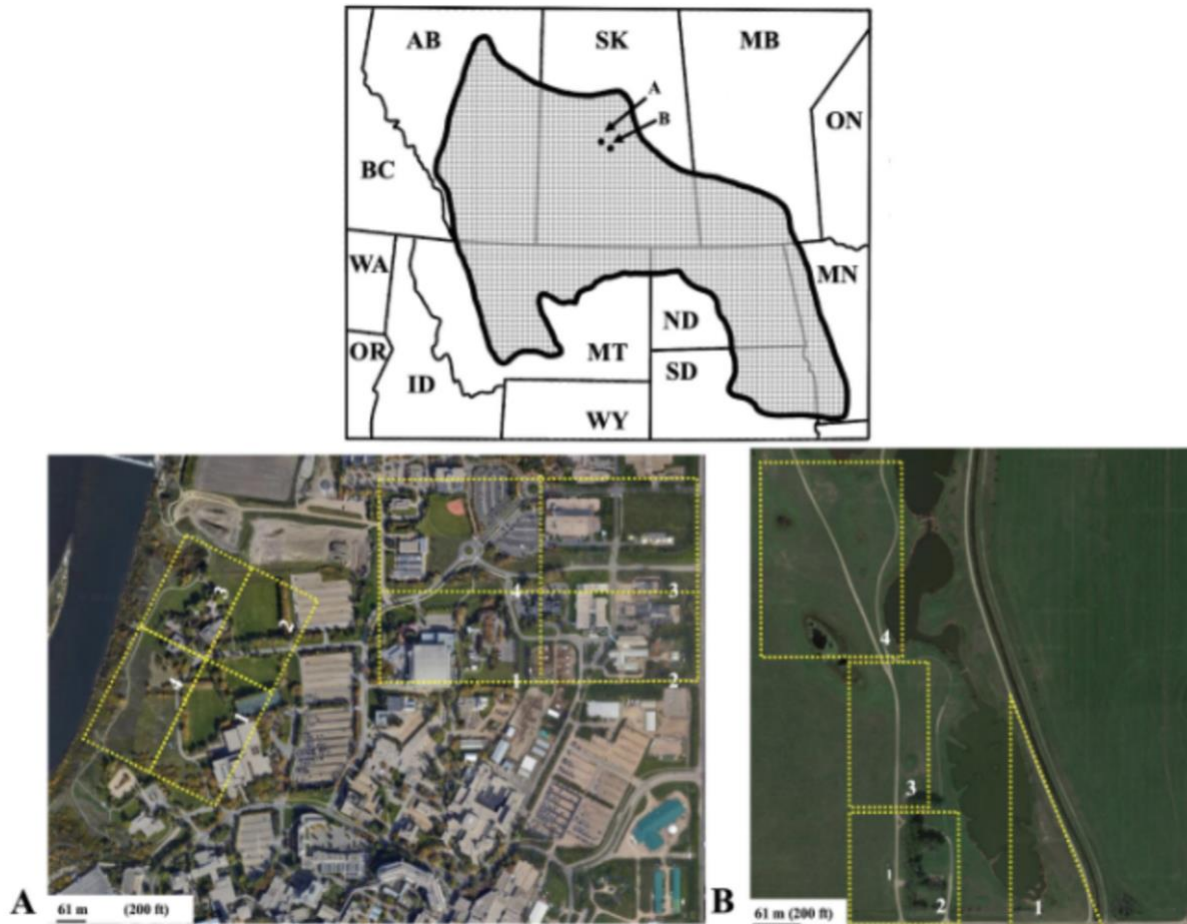 AB SK MB
A
B
ON
BC
WA MN
ND
OR MT SD
ID
WY
4 3
3 2
4 1
1 2
4
3
1
2 1
A 61 m (200 ft)
B 61 m (200 ft)